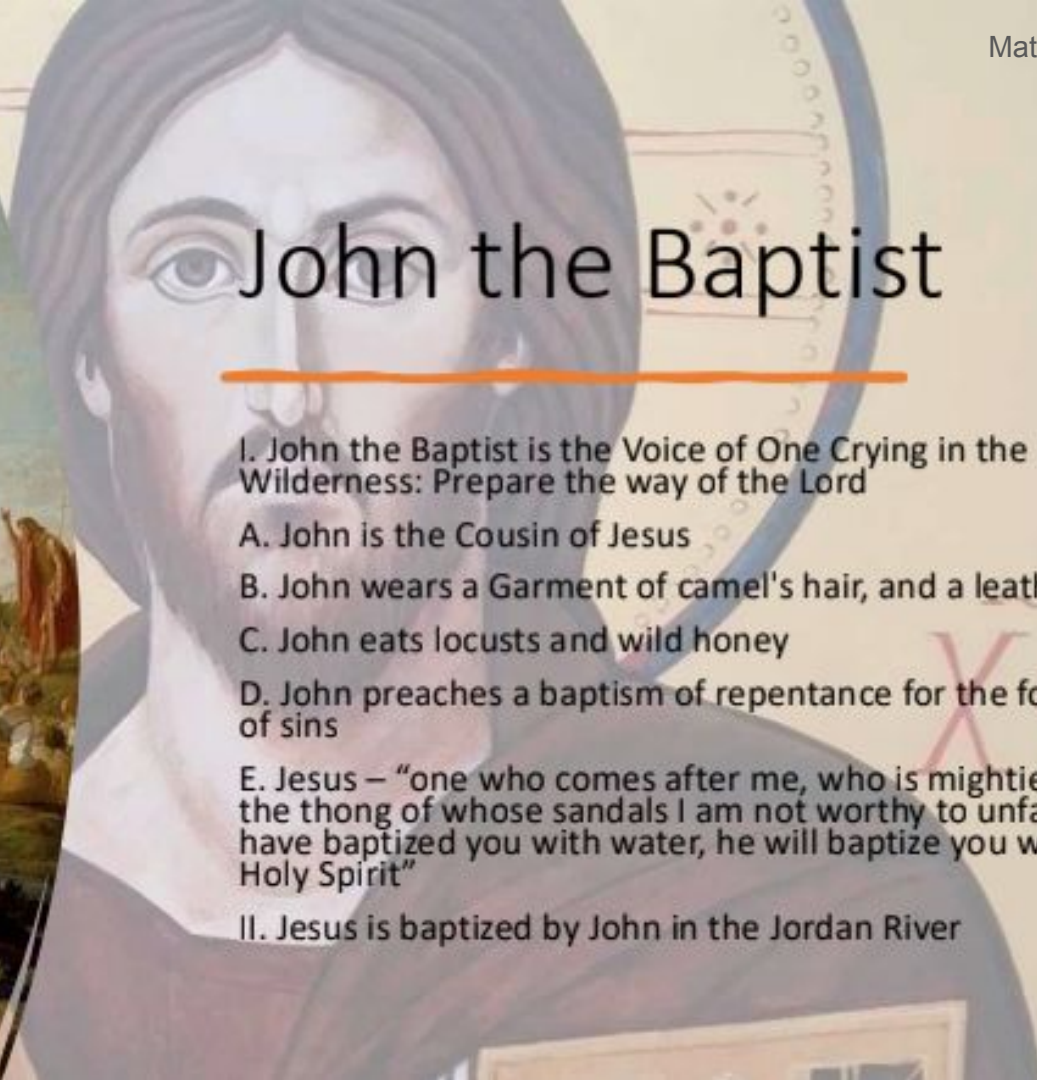 Mat
John the Baptist
I. John the Baptist is the Voice of One Crying in the
Wilderness: Prepare the way of the Lord
A. John is the Cousin of Jesus
B. John wears a Garment of camel's hair, and a leat
C. John eats locusts and wild honey
D. John preaches a baptism of repentance for the fo
of sins
E. Jesus – “one who comes after me, who is mightie
the thong of whose sandals I am not worthy to unfa
have baptized you with water, he will baptize you w
Holy Spirit”
II. Jesus is baptized by John in the Jordan River